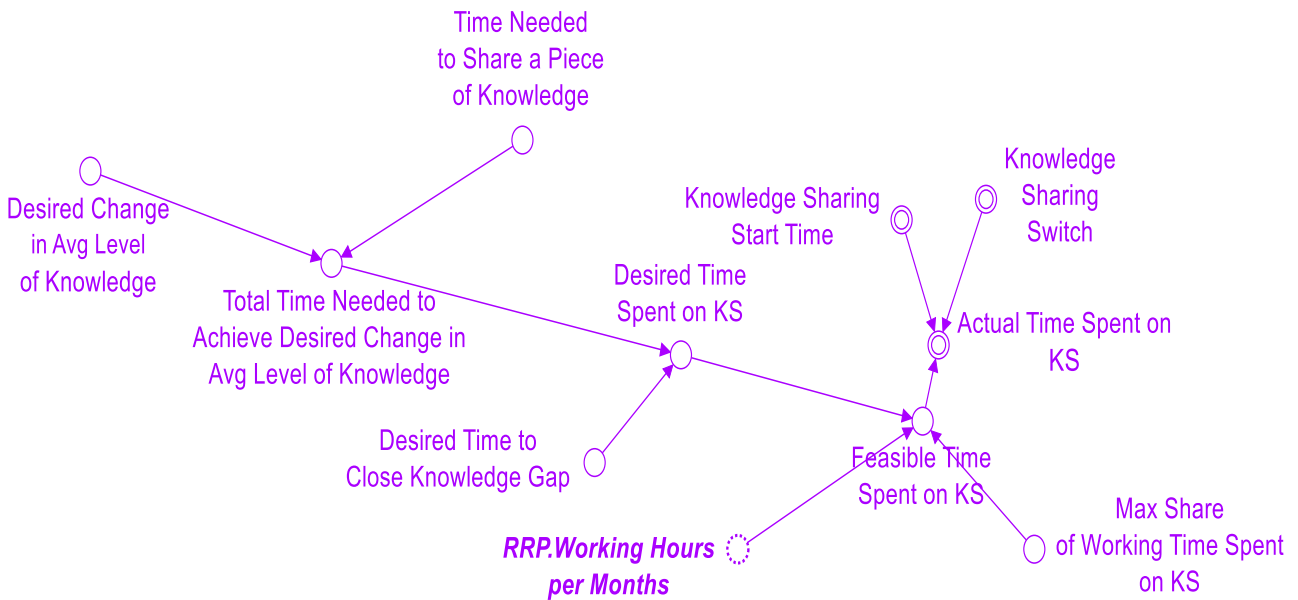 Time Needed
to Share a Piece
of Knowledge
Knowledge
Sharing
Switch
Knowledge Sharing
Start Time
Desired Change
in Avg Level
of Knowledge
Desired Time
Spent on KS
Total Time Needed to
Achieve Desired Change in
Avg Level of Knowledge
Actual Time Spent on
KS
Desired Time to
Close Knowledge Gap
Feasible Time
Spent on KS
Max Share
of Working Time Spent
on KS
RRP.Working Hours
per Months